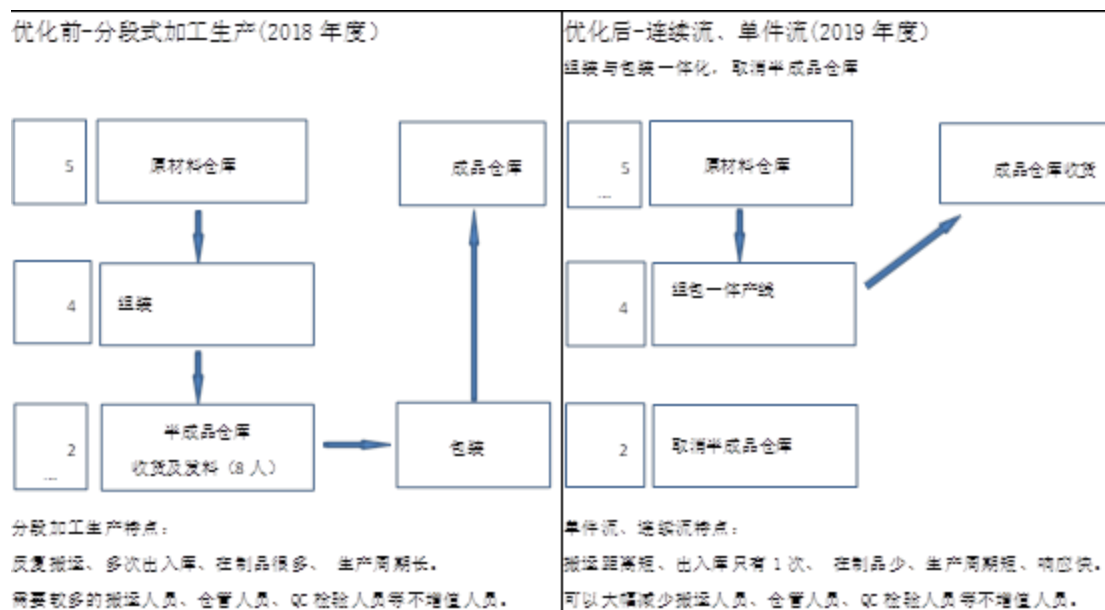 优化前-分段式加工生产(2018 年度）
5
原材料仓库
成品仓库
4
组装
2
....
半成品仓库
收货及发料（8 人）
包装
分段加工生产特点：
反复搬运、多次出入库、在制品很多、 生产周期长。
需要较多的搬运人员、仓管人员、QC 检验人员等不增值人员。
优化后-连续流、单件流(2019 年度）
组装与包装一体化，取消半成品仓库
5
....
原材料仓库
成品仓库收货
4
组包一体产线
2
取消半成品仓库
单件流、连续流特点：
搬运距离短、出入库只有 1 次、 在制品少、生产周期短、响应快。
可以大幅减少搬运人员、仓管人员、QC 检验人员等不增值人员。